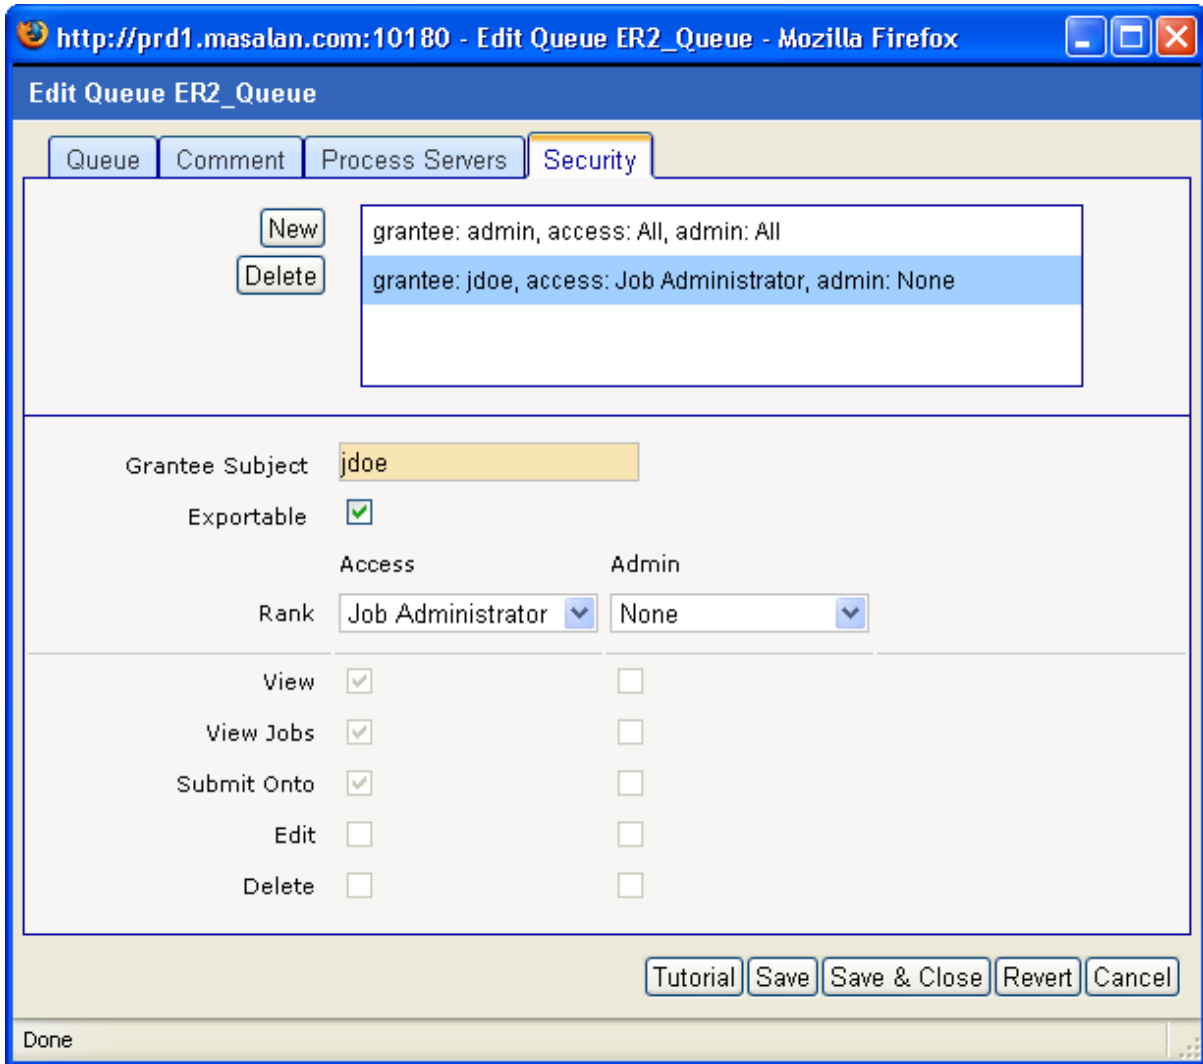 http://prd1.masalan.com:10180 - Edit Queue ER2_Queue - Mozilla Firefox
Edit Queue ER2_Queue
Queue Comment Process Servers Security
New
Delete
grantee: admin, access: All, admin: All
grantee: jdoe, access: Job Administrator, admin: None
Grantee Subject jdoe
Exportable
Access Admin
Rank Job Administrator None
View
View Jobs
Submit Onto
Edit
Delete
Tutorial Save Save & Close Revert Cancel
Done